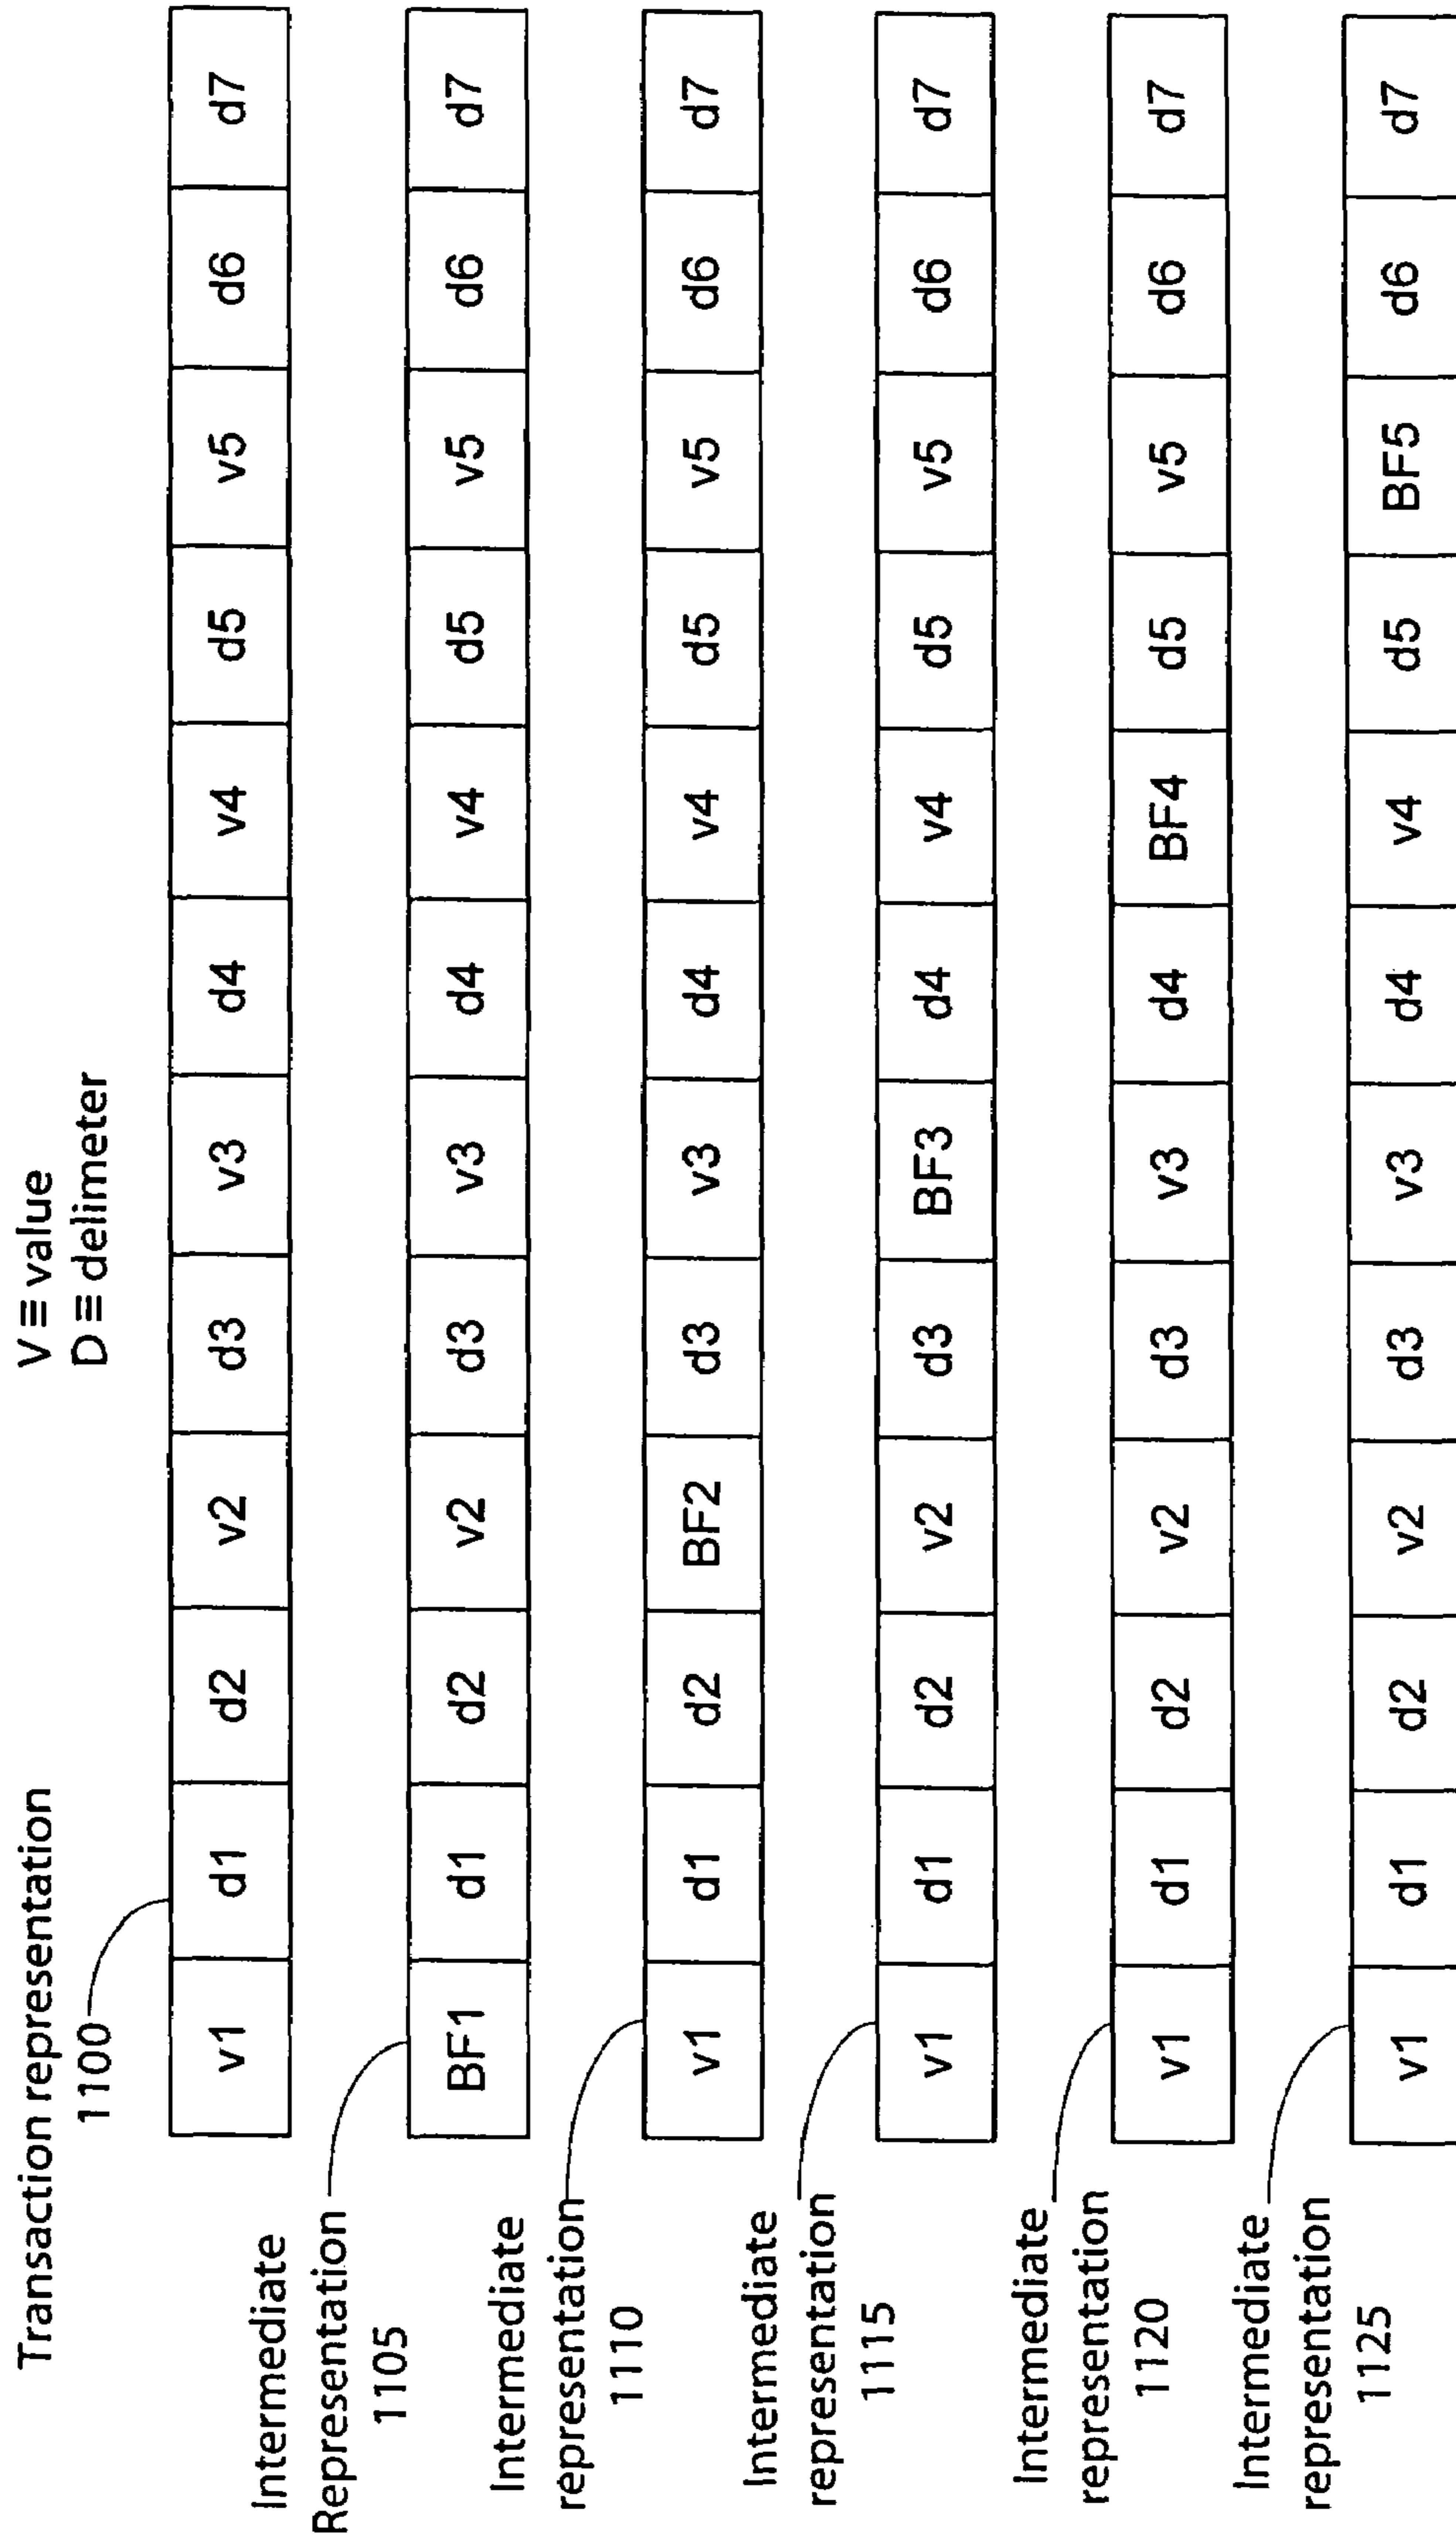 V ≡ value
D ≡ delimeter
Transaction representation
1100
v1 d1 d2 v2 d3 v3 d4 v4 d5 v5 d6 d7
Intermediate
Representation
1105
BF1 d1 d2 v2 d3 v3 d4 v4 d5 v5 d6 d7
Intermediate
representation
1110
v1 d1 d2 BF2 d3 v3 d4 v4 d5 v5 d6 d7
Intermediate
representation
1115
v1 d1 d2 v2 d3 BF3 d4 v4 d5 v5 d6 d7
Intermediate
representation
1120
v1 d1 d2 v2 d3 v3 d4 BF4 d5 v5 d6 d7
Intermediate
representation
1125
v1 d1 d2 v2 d3 v3 d4 v4 d5 BF5 d6 d7